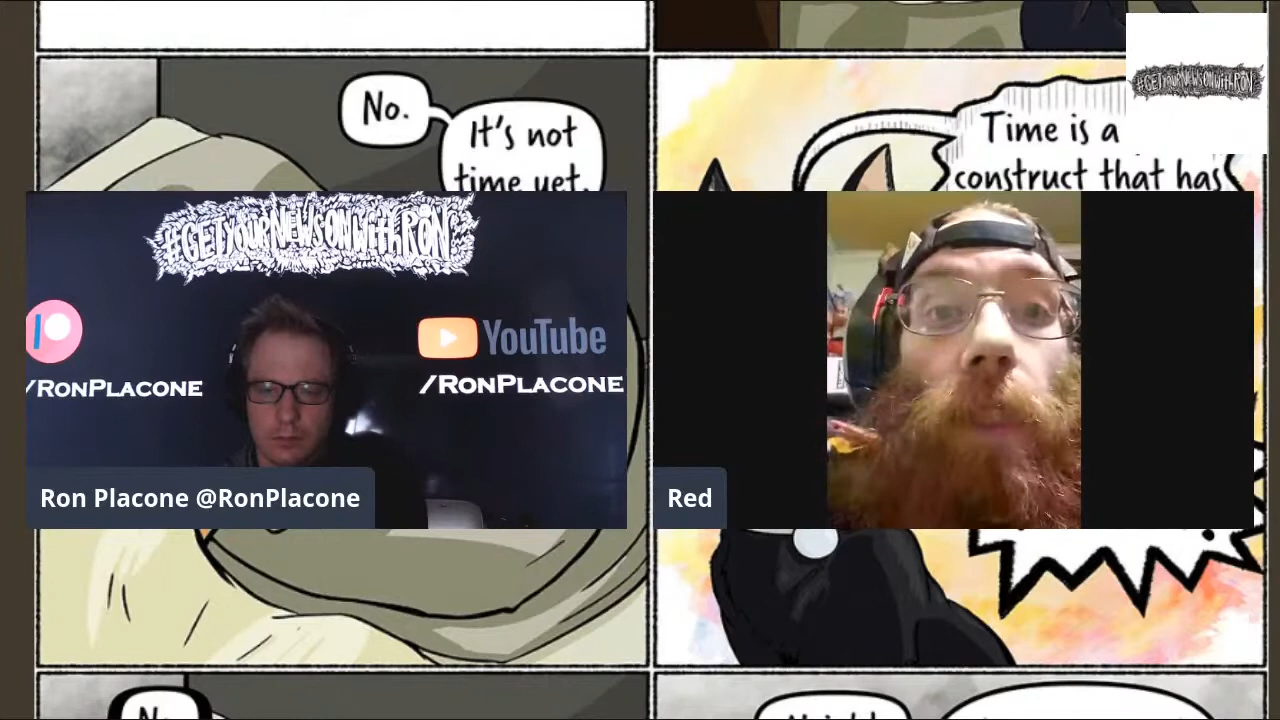 No.
It's not
time yet.
Time is a
construct that has
#GETYOURNEWSONWITHRON
#GETYOURNEWSONWITHRON
YouTube
/RONPLACONE
/RONPLACONE
Ron Placone @RonPlacone
Red